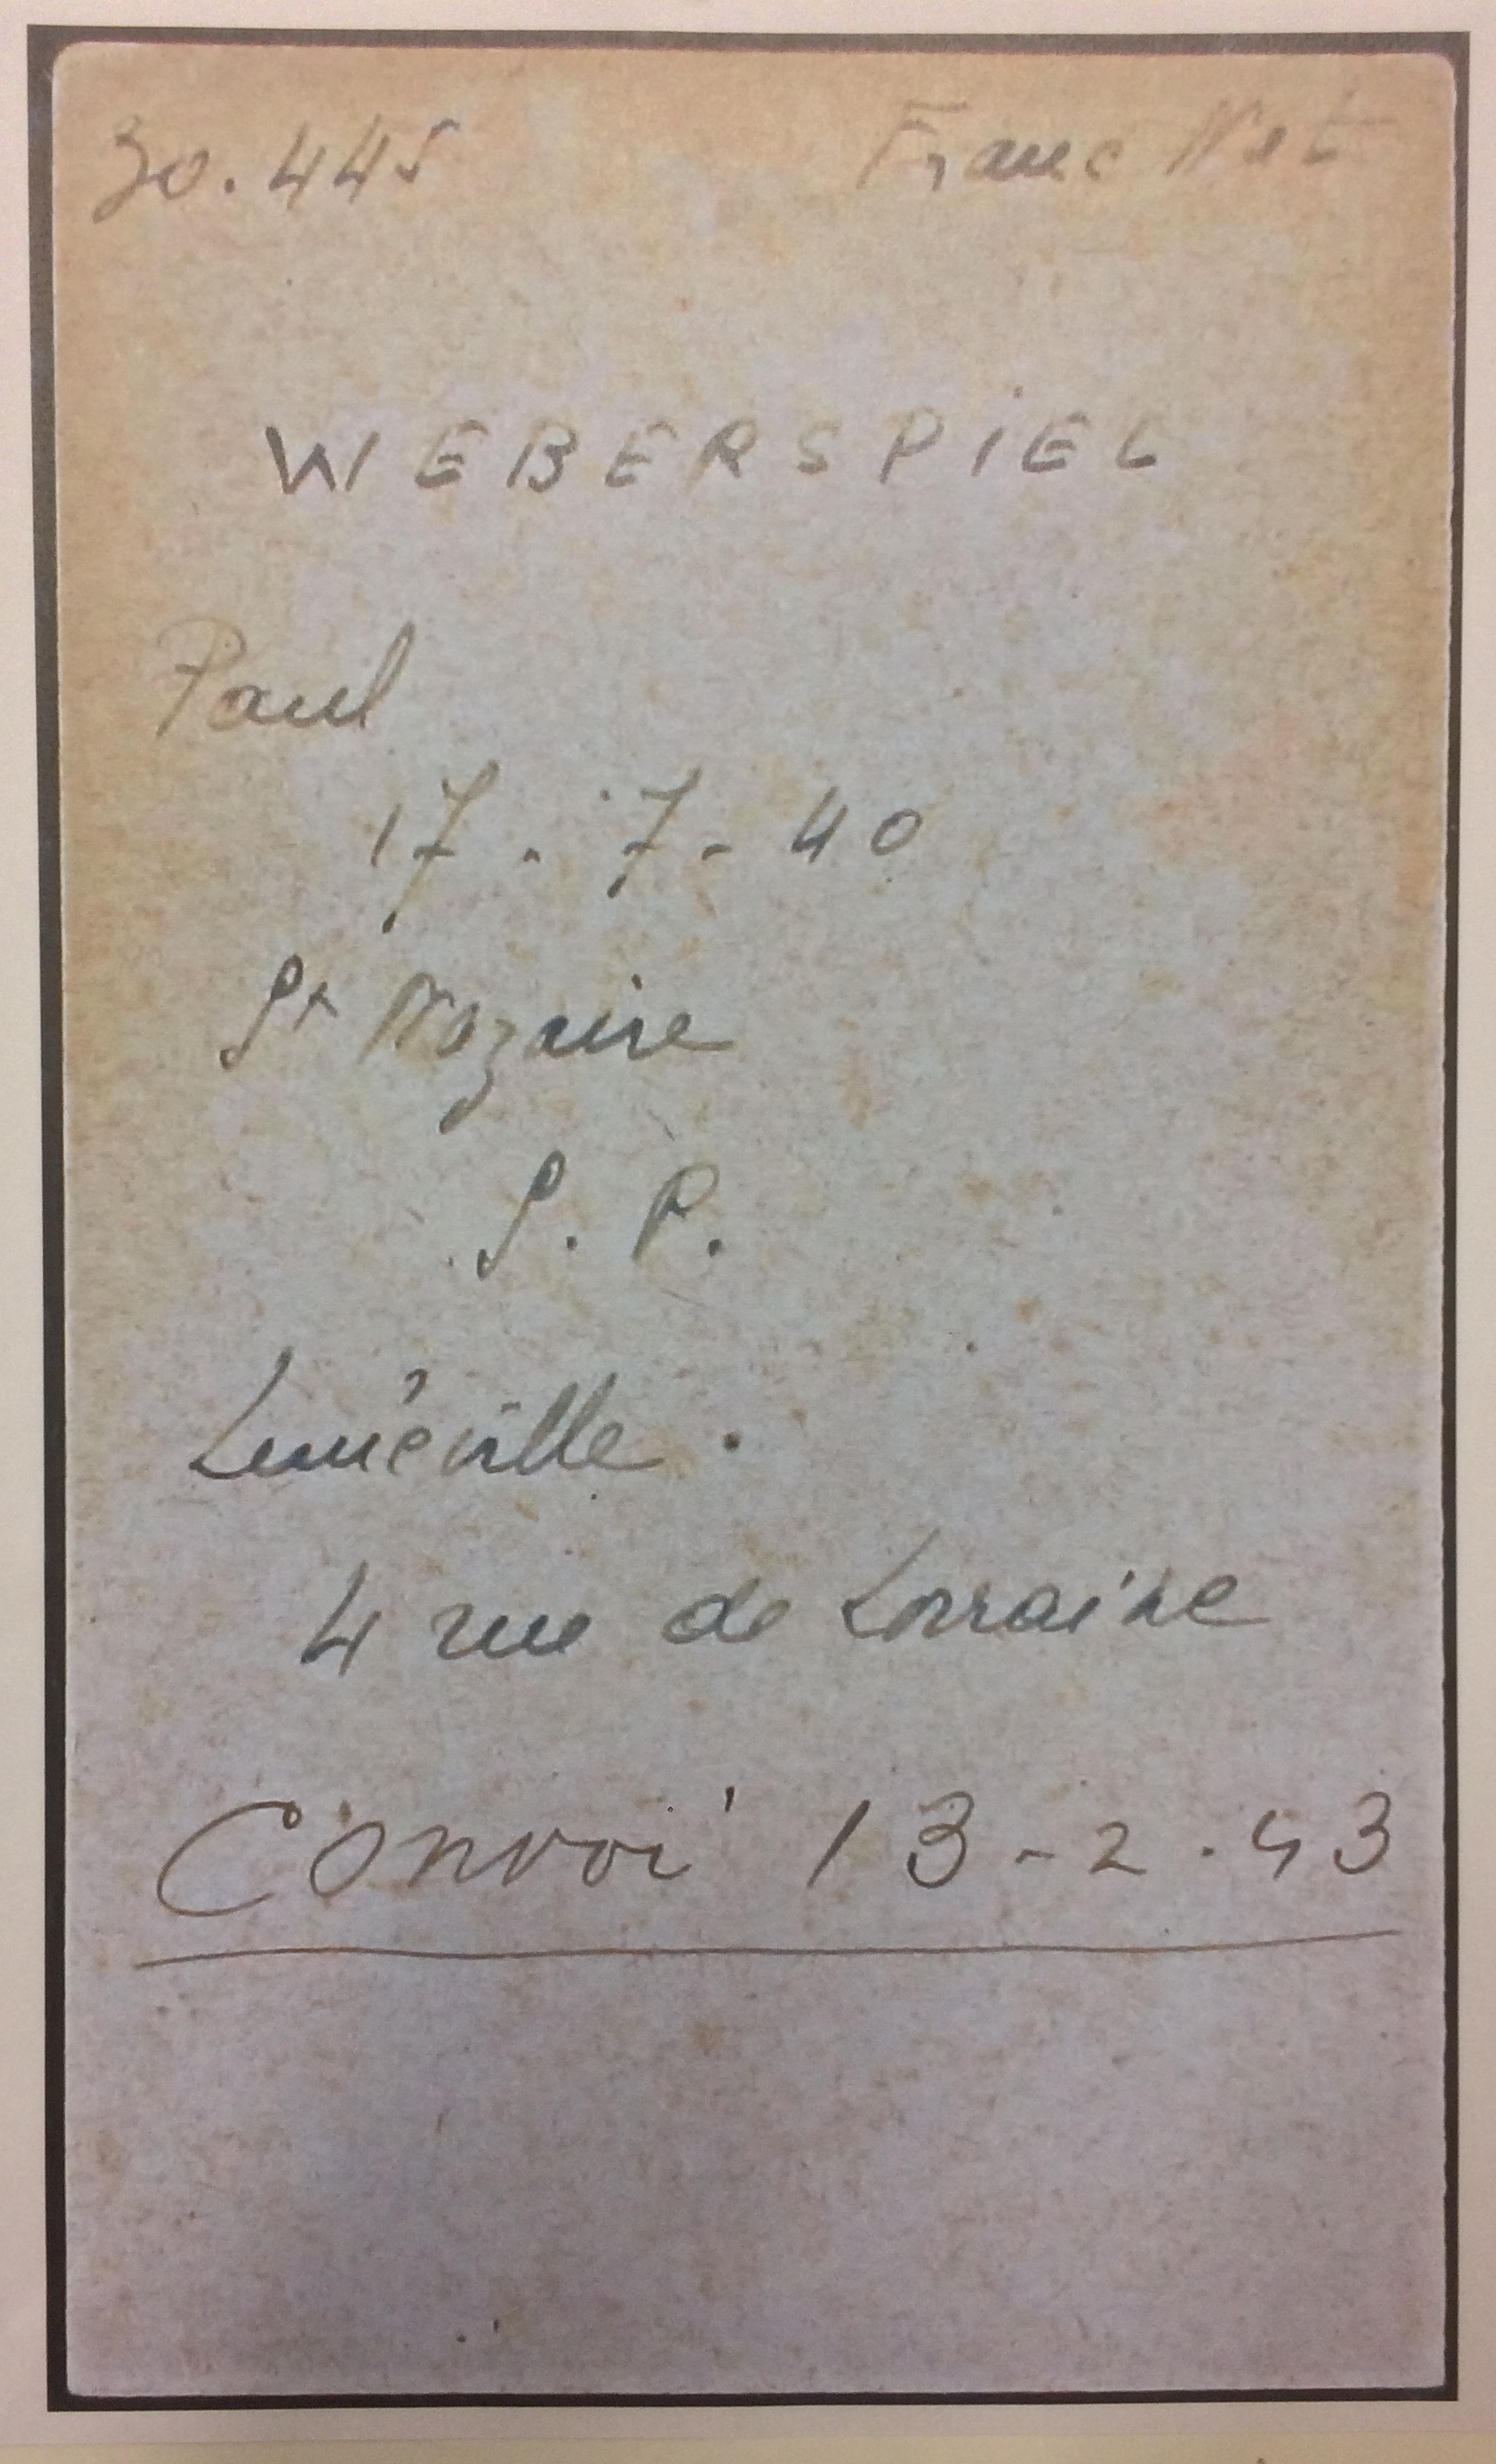 30.445 Franc Nat
WEBERSPIEL
Paul
17-7-40
St Nazaire
S. P.
Lunéville.
4 rue de Lorraine
Convoi 13-2-43